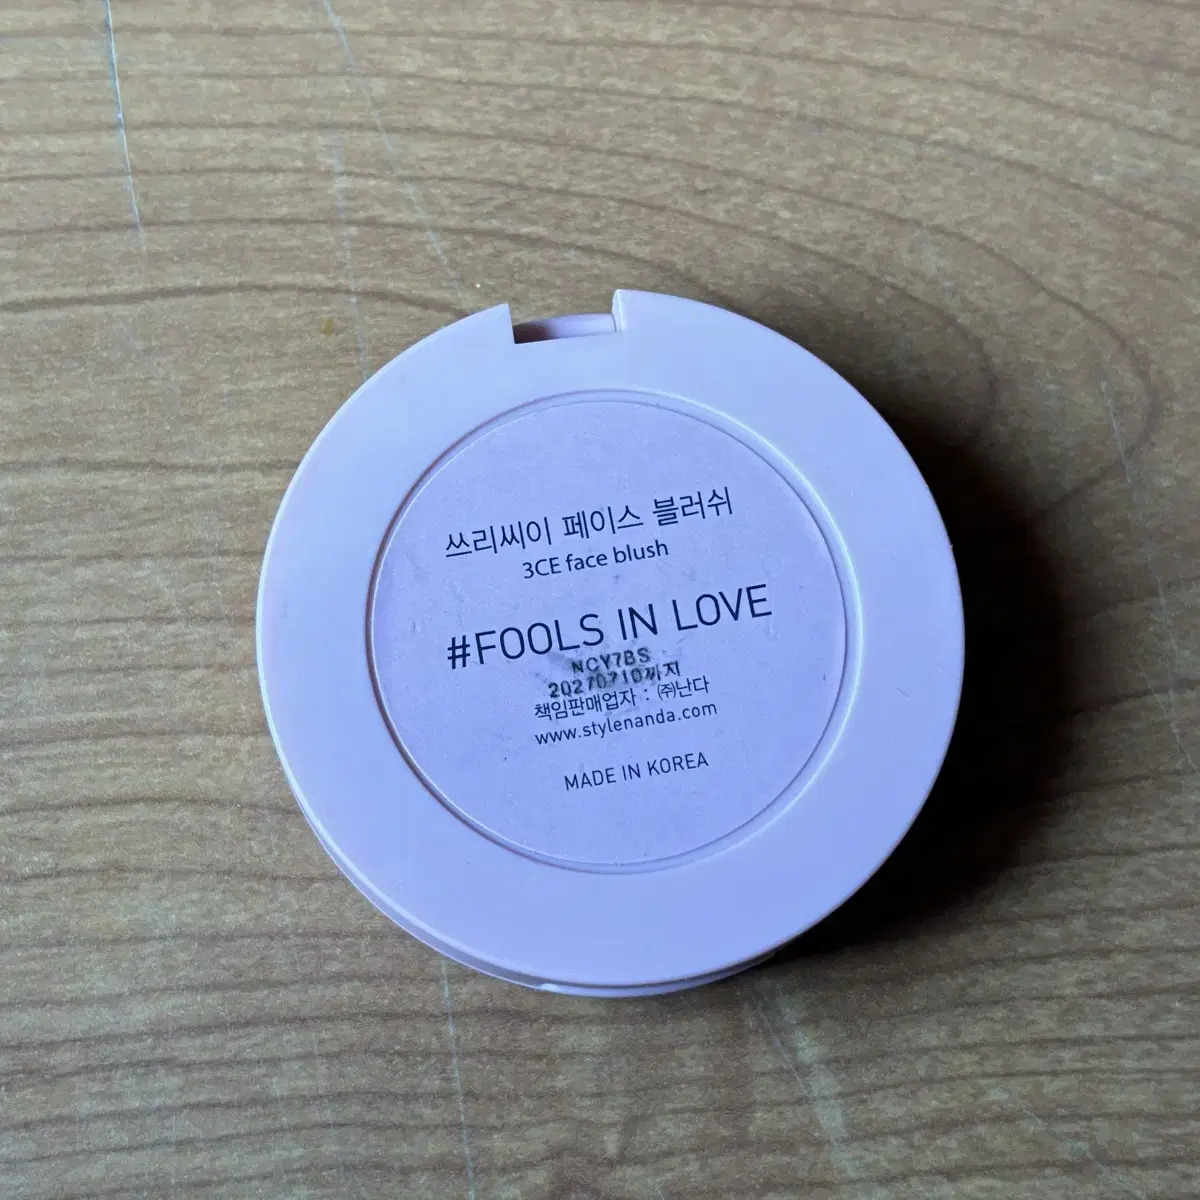 쓰리씨이 페이스 블러쉬
3CE face blush
#FOOLS IN LOVE
NCY7BS
20270710까지
책임판매업자 : ㈜난다
www.stylenanda.com
MADE IN KOREA